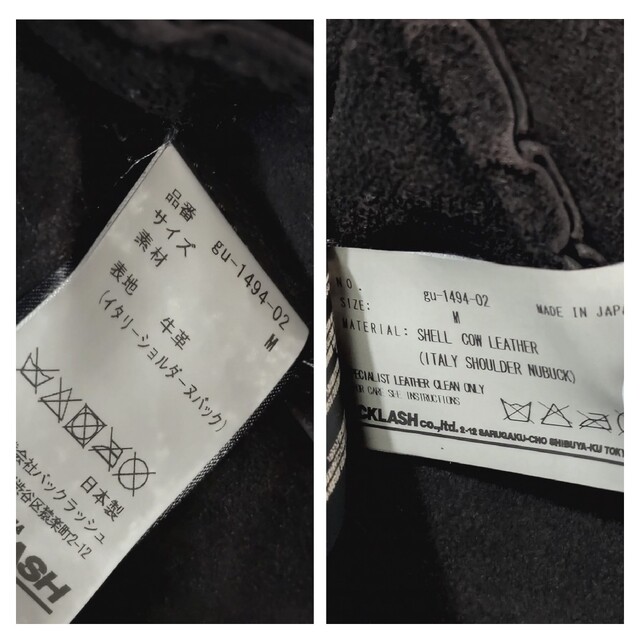 品番 gu-1494-02
サイズ M
素材
表地 牛革
(イタリーショルダーヌバック)
日本製
会社バックラッシュ
渋谷区猿楽町2-12
LASH
NO. gu-1494-02 MADE IN JAPA
SIZE: M
MATERIAL: SHELL COW LEATHER
(ITALY SHOULDER NUBUCK)
PECIALIST LEATHER CLEAN ONLY
FOR CARE SEE INSTRUCTIONS
CKLASH co.,ltd. 2-12 SARUGAKU-CHO SHIBUYA-KU TOKY